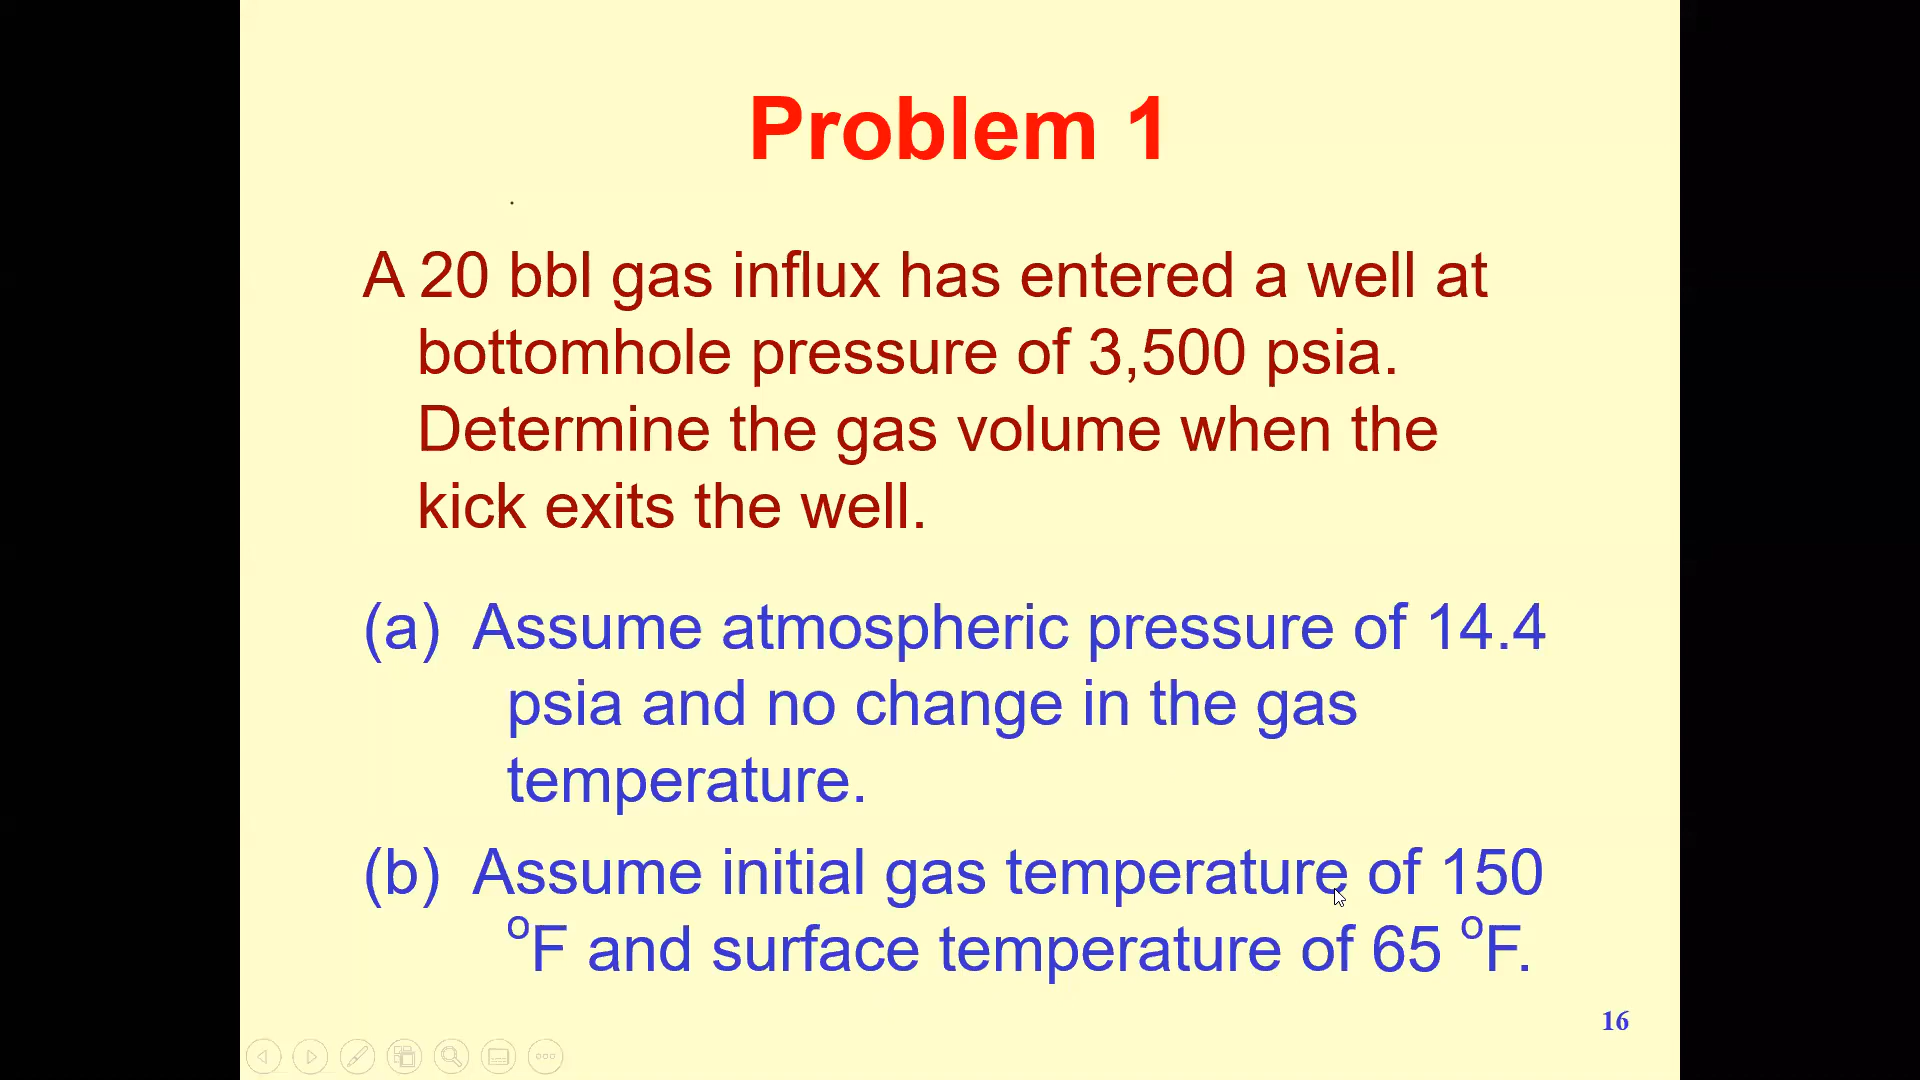 Problem 1
A 20 bbl gas influx has entered a well at
bottomhole pressure of 3,500 psia.
Determine the gas volume when the
kick exits the well.
(a) Assume atmospheric pressure of 14.4
psia and no change in the gas
temperature.
(b) Assume initial gas temperature of 150
oF and surface temperature of 65 oF.
16